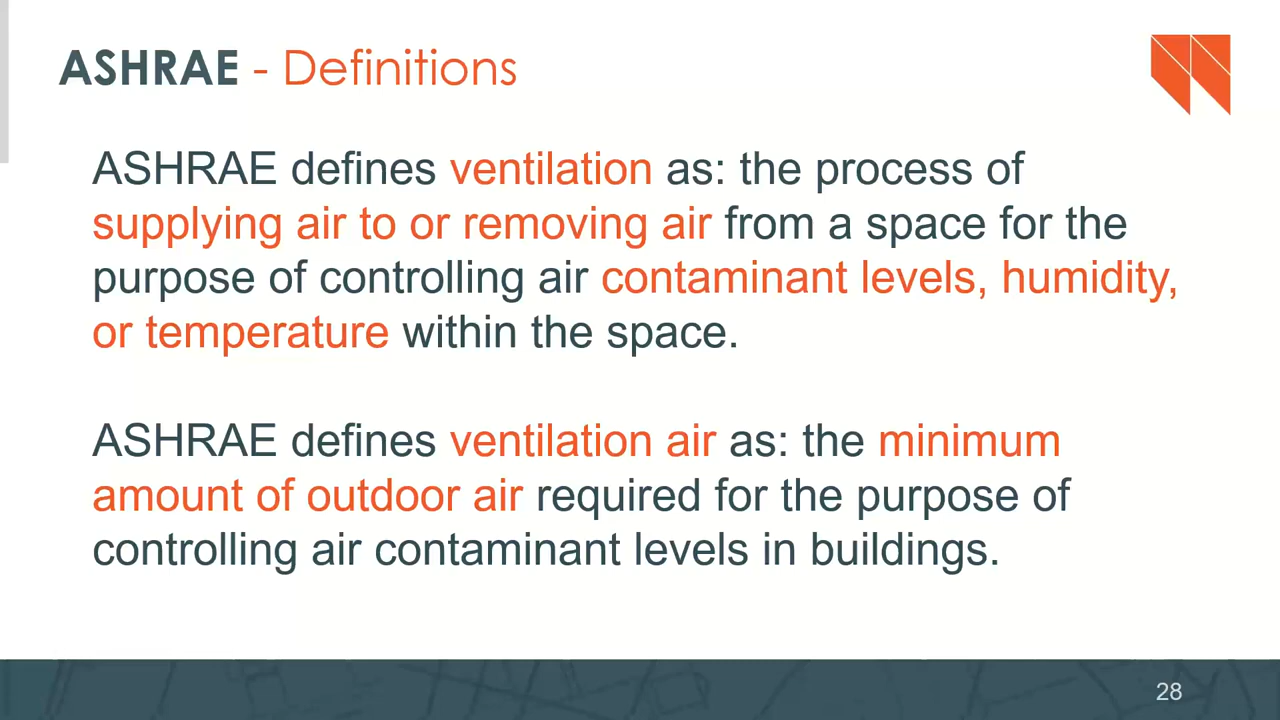 ASHRAE - Definitions
ASHRAE defines ventilation as: the process of
supplying air to or removing air from a space for the
purpose of controlling air contaminant levels, humidity,
or temperature within the space.
ASHRAE defines ventilation air as: the minimum
amount of outdoor air required for the purpose of
controlling air contaminant levels in buildings.
28